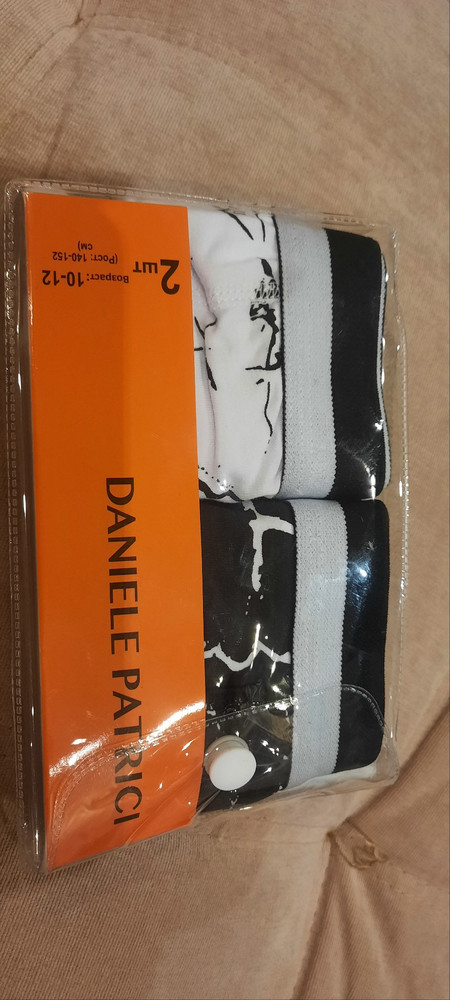 2 шт
Возраст: 10-12
(Рост: 140-152
см)
DANIELE PATRICI